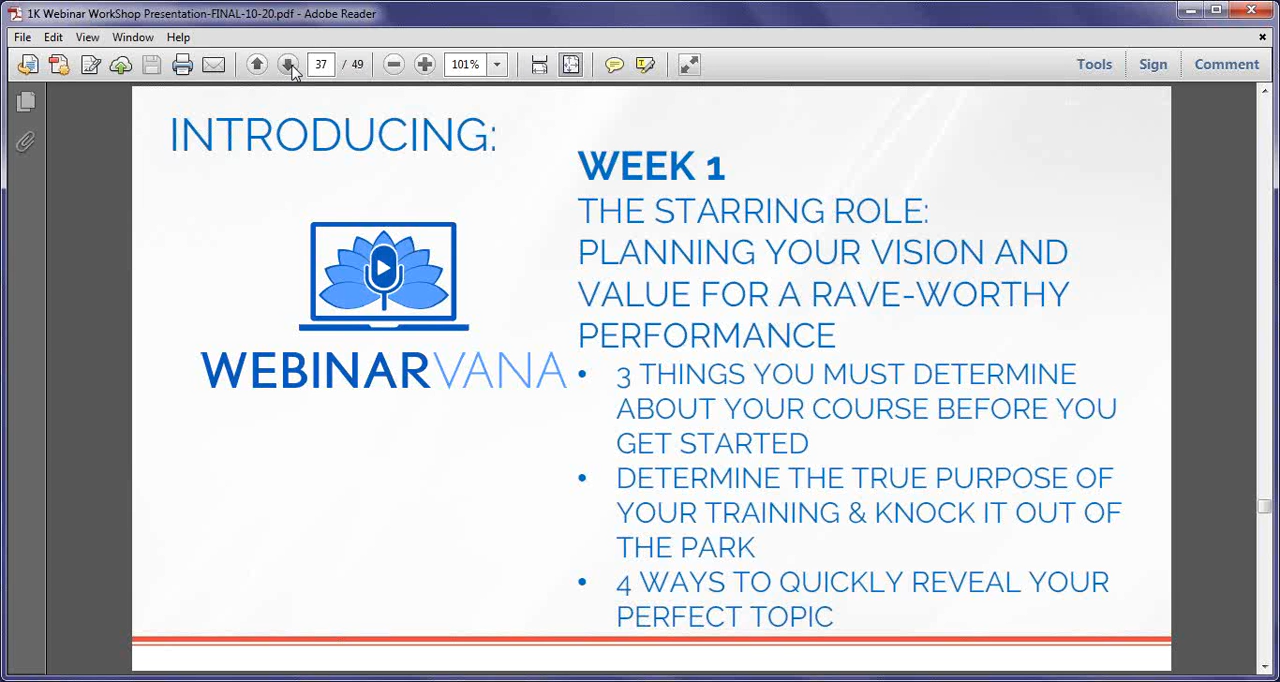 1K Webinar WorkShop Presentation-FINAL-10-20.pdf - Adobe Reader
File Edit View Window Help
37 / 49 101% Tools Sign Comment
INTRODUCING:
WEBINARVANA
WEEK 1
THE STARRING ROLE:
PLANNING YOUR VISION AND
VALUE FOR A RAVE-WORTHY
PERFORMANCE
• 3 THINGS YOU MUST DETERMINE
ABOUT YOUR COURSE BEFORE YOU
GET STARTED
• DETERMINE THE TRUE PURPOSE OF
YOUR TRAINING & KNOCK IT OUT OF
THE PARK
• 4 WAYS TO QUICKLY REVEAL YOUR
PERFECT TOPIC